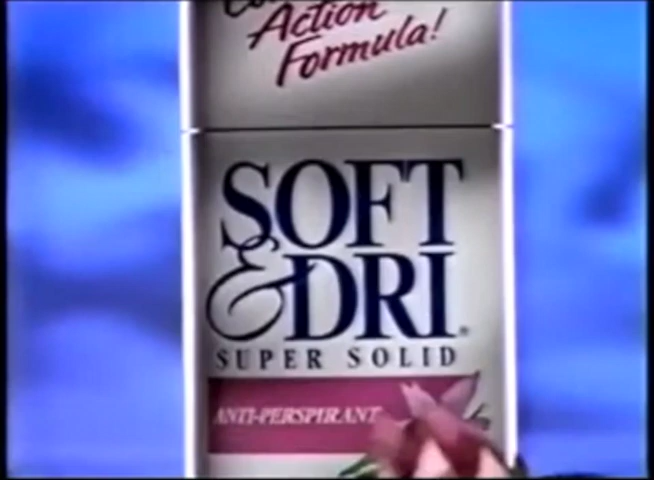 Action
Formula!
SOFT
& DRI®
SUPER SOLID
ANTI-PERSPIRANT